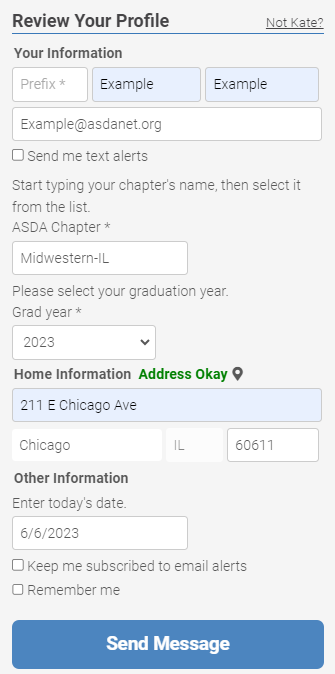 Review Your Profile Not Kate?
Your Information
Prefix * Example Example
Example@asdanet.org
Send me text alerts
Start typing your chapter's name, then select it
from the list.
ASDA Chapter *
Midwestern-IL
Please select your graduation year.
Grad year *
2023
Home Information Address Okay
211 E Chicago Ave
Chicago IL 60611
Other Information
Enter today's date.
6/6/2023
Keep me subscribed to email alerts
Remember me
Send Message